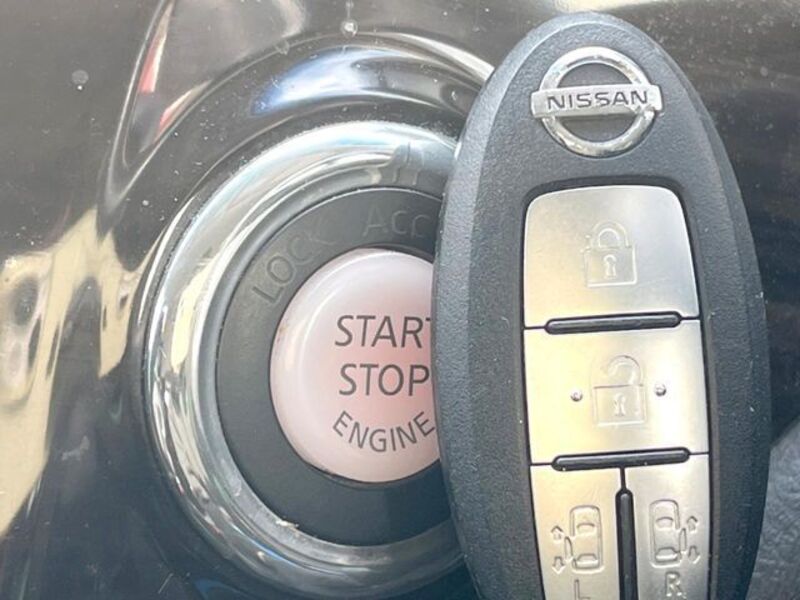 LOCK ACC
START
STOP
ENGINE
NISSAN
L R